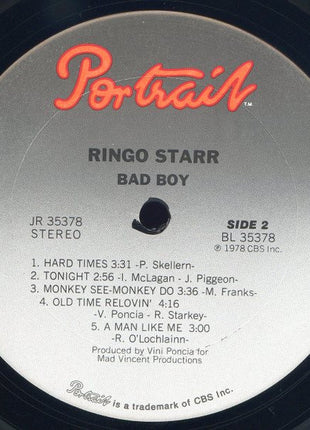 Portrait TM
RINGO STARR
BAD BOY
JR 35378
STEREO
SIDE 2
BL 35378
℗ 1978 CBS Inc.
1. HARD TIMES 3:31 -P. Skellern-
2. TONIGHT 2:56 -I. McLagan - J. Piggeon-
3. MONKEY SEE-MONKEY DO 3:36 -M. Franks-
4. OLD TIME RELOVIN' 4:16
-V. Poncia - R. Starkey-
5. A MAN LIKE ME 3:00
-R. O'Lochlainn-
Produced by Vini Poncia for
Mad Vincent Productions
Portrait is a trademark of CBS Inc.